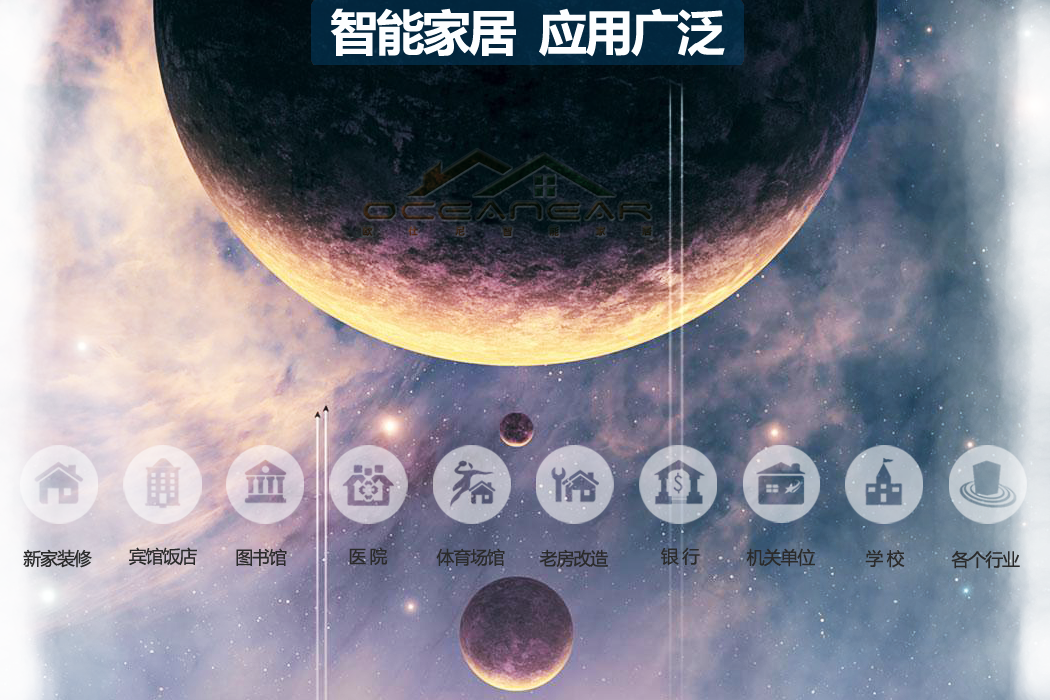 智能家居 应用广泛
OCEANEAR
新家装修
宾馆饭店
图书馆
医院
体育场馆
老房改造
银行
机关单位
学校
各个行业